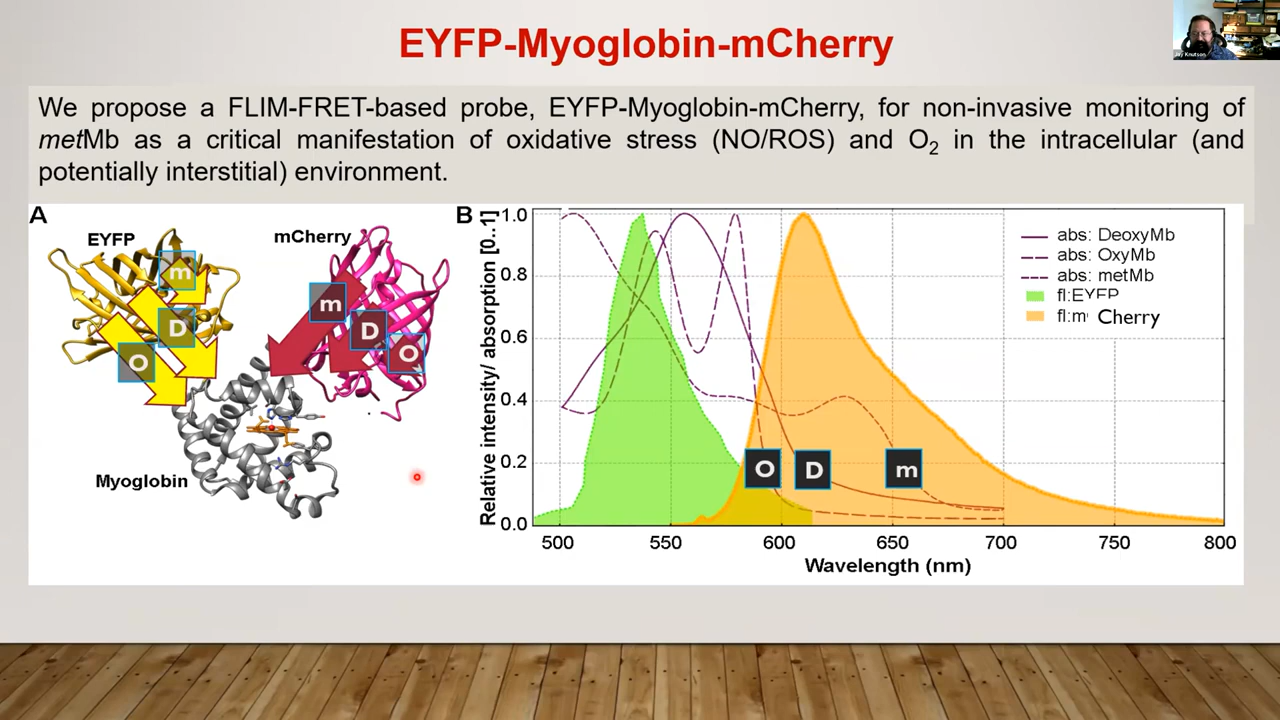 EYFP-Myoglobin-mCherry
Jay Knutson
We propose a FLIM-FRET-based probe, EYFP-Myoglobin-mCherry, for non-invasive monitoring of
metMb as a critical manifestation of oxidative stress (NO/ROS) and O2 in the intracellular (and
potentially interstitial) environment.
A
EYFP
mCherry
m
D
O
m
D
O
Myoglobin
B
Relative intensity/ absorption [0..1]
1.0
0.8
0.6
0.4
0.2
0.0
abs: DeoxyMb
abs: OxyMb
abs: metMb
fl:EYFP
fl:m Cherry
O
D
m
500
550
600
650
700
750
800
Wavelength (nm)